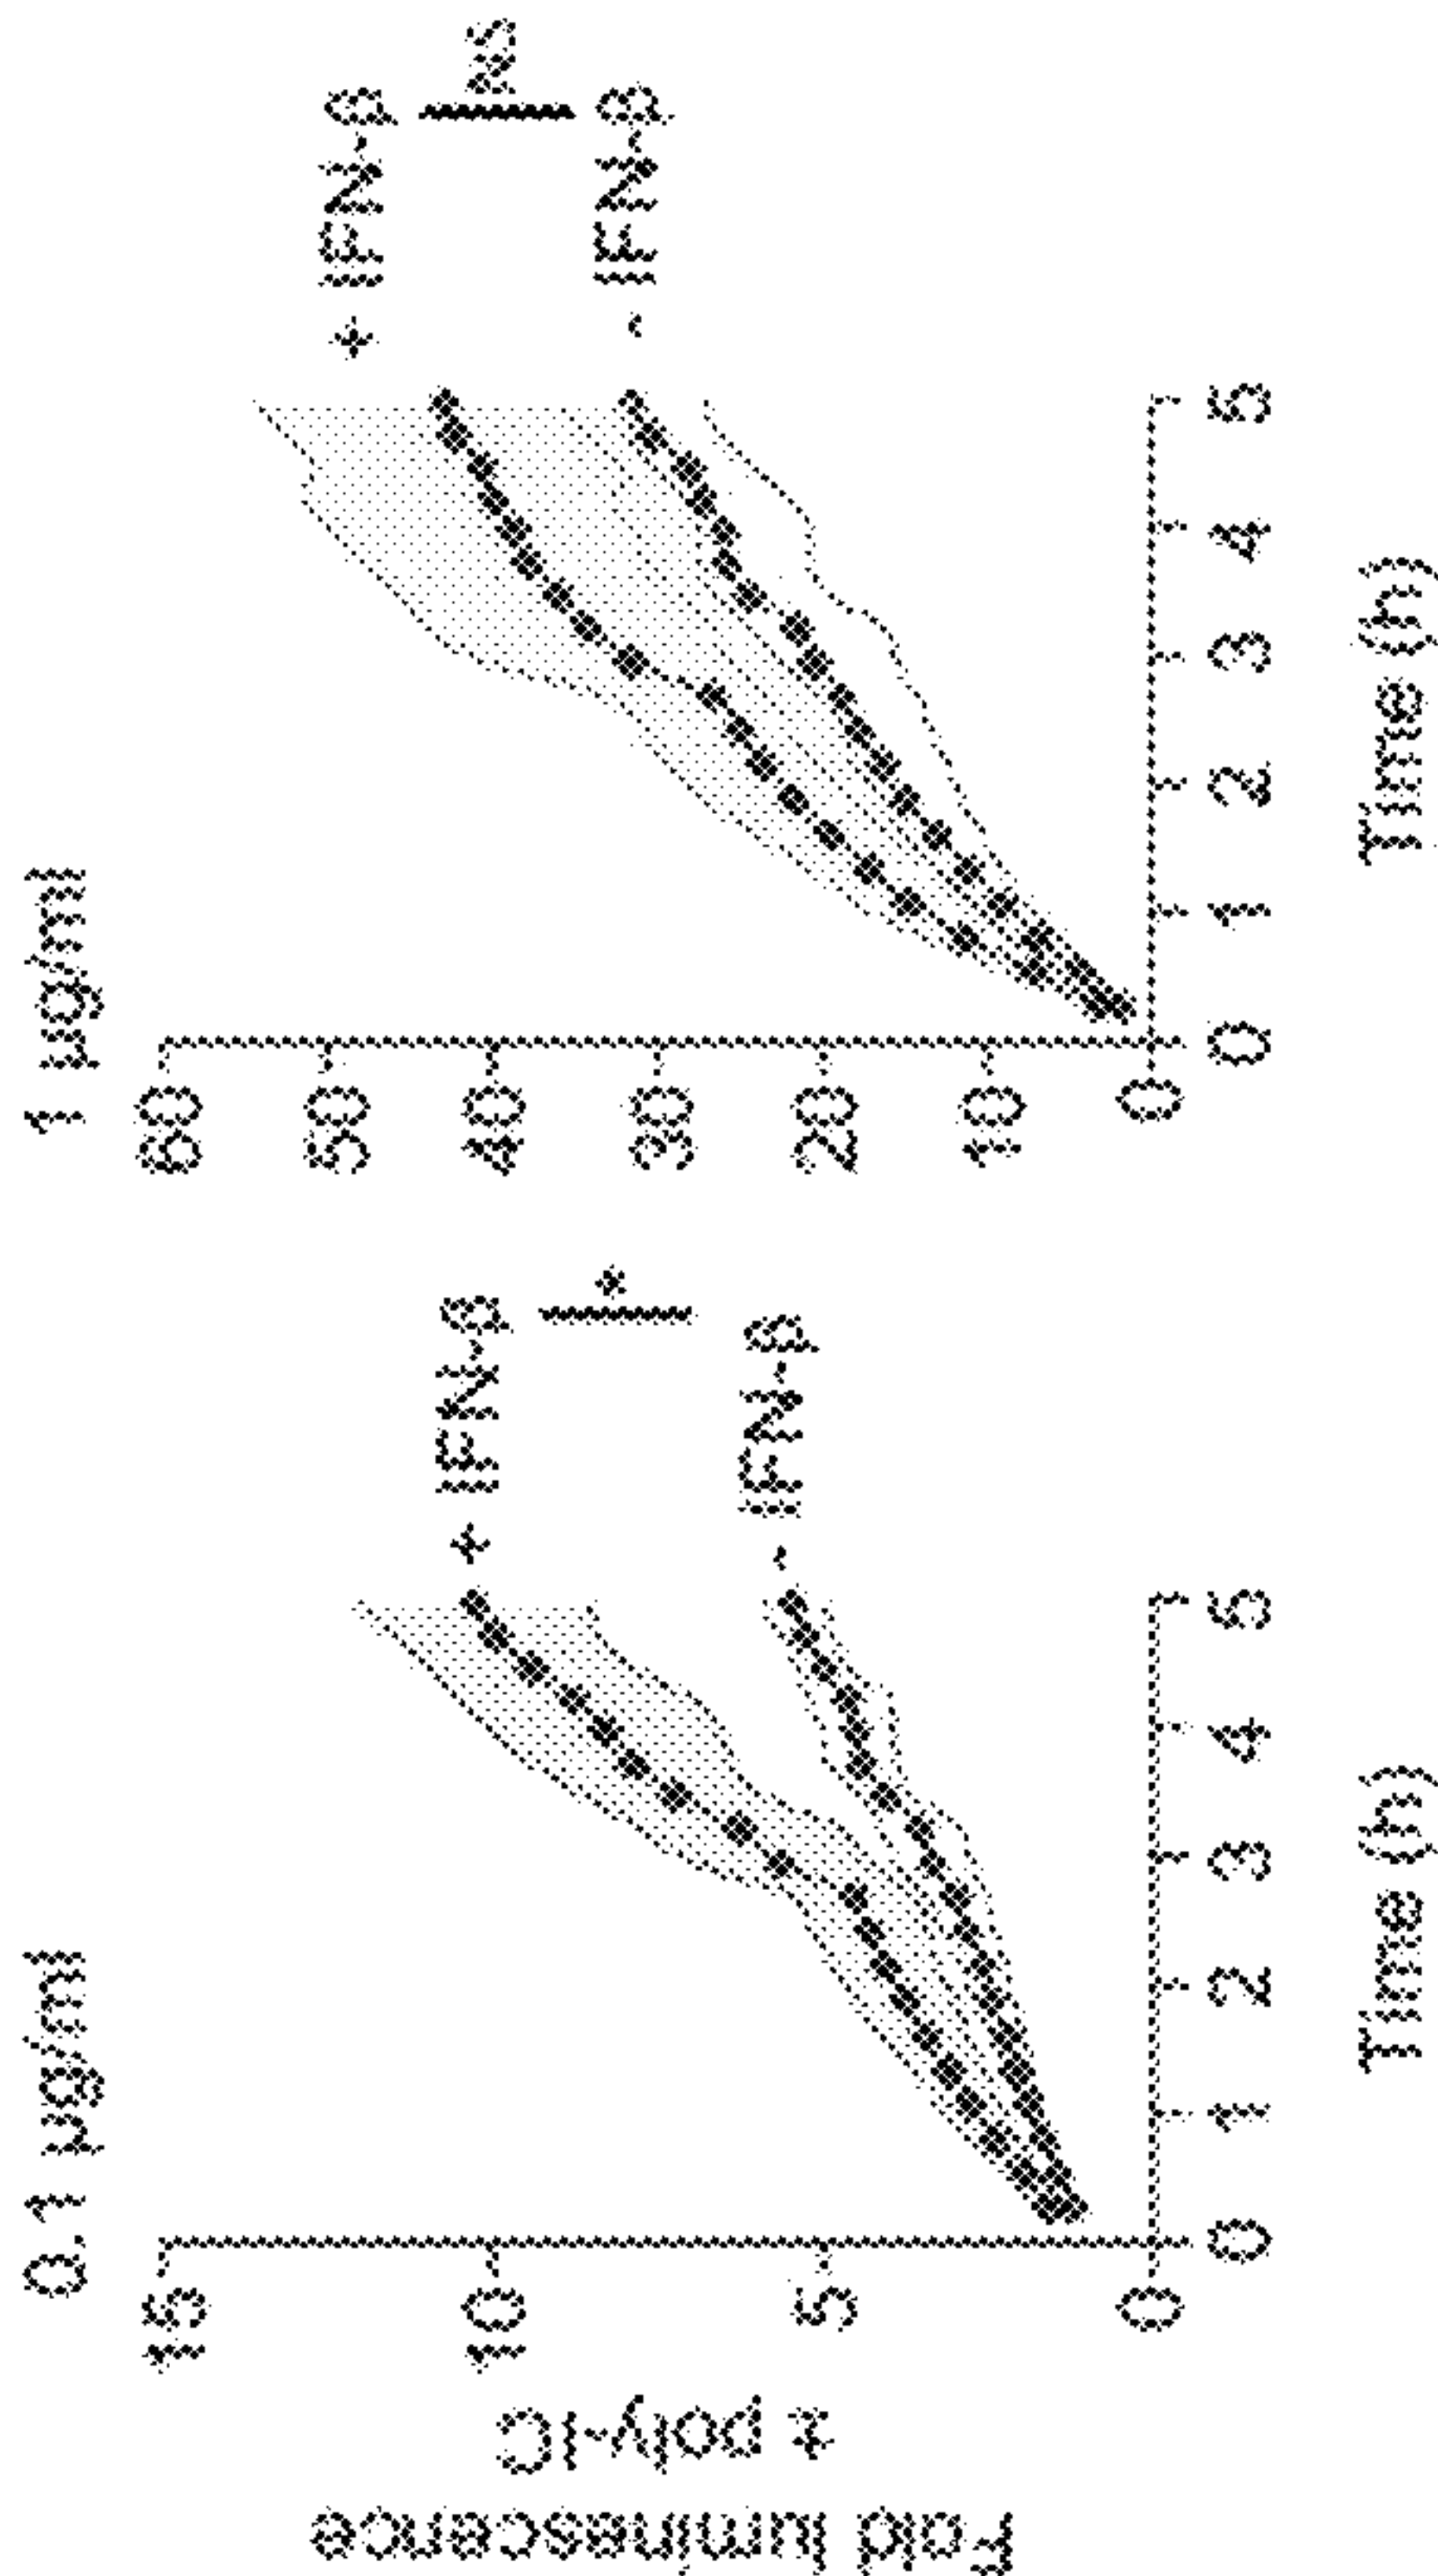 0.1 µg/ml
Fold luminescence
± poly-IC
15
10
5
0
0 1 2 3 4 5
Time (h)
+ IFN-β
*
- IFN-β
1 µg/ml
60
50
40
30
20
10
0
0 1 2 3 4 5
Time (h)
+ IFN-β
NS
- IFN-β